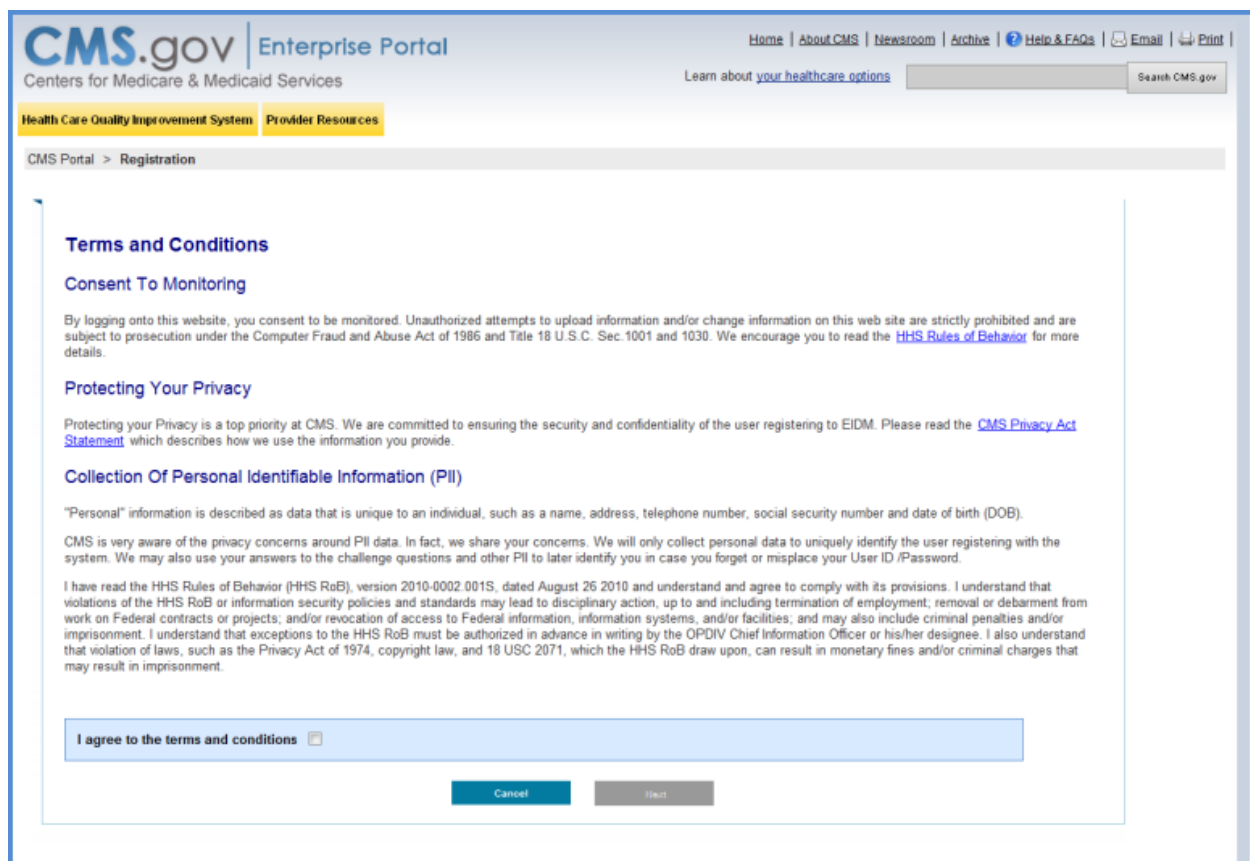 CMS.gov Enterprise Portal
Home | About CMS | Newsroom | Archive | Help & FAQs | Email | Print |
Centers for Medicare & Medicaid Services
Learn about your healthcare options
Search CMS.gov
Health Care Quality Improvement System Provider Resources
CMS Portal > Registration
Terms and Conditions
Consent To Monitoring
By logging onto this website, you consent to be monitored. Unauthorized attempts to upload information and/or change information on this web site are strictly prohibited and are
subject to prosecution under the Computer Fraud and Abuse Act of 1986 and Title 18 U.S.C. Sec.1001 and 1030. We encourage you to read the HHS Rules of Behavior for more
details.
Protecting Your Privacy
Protecting your Privacy is a top priority at CMS. We are committed to ensuring the security and confidentiality of the user registering to EIDM. Please read the CMS Privacy Act
Statement which describes how we use the information you provide.
Collection Of Personal Identifiable Information (PII)
"Personal" information is described as data that is unique to an individual, such as a name, address, telephone number, social security number and date of birth (DOB).
CMS is very aware of the privacy concerns around PII data. In fact, we share your concerns. We will only collect personal data to uniquely identify the user registering with the
system. We may also use your answers to the challenge questions and other PII to later identify you in case you forget or misplace your User ID /Password.
I have read the HHS Rules of Behavior (HHS RoB), version 2010-0002.001S, dated August 26 2010 and understand and agree to comply with its provisions. I understand that
violations of the HHS RoB or information security policies and standards may lead to disciplinary action, up to and including termination of employment; removal or debarment from
work on Federal contracts or projects; and/or revocation of access to Federal information, information systems, and/or facilities; and may also include criminal penalties and/or
imprisonment. I understand that exceptions to the HHS RoB must be authorized in advance in writing by the OPDIV Chief Information Officer or his/her designee. I also understand
that violation of laws, such as the Privacy Act of 1974, copyright law, and 18 USC 2071, which the HHS RoB draw upon, can result in monetary fines and/or criminal charges that
may result in imprisonment.
I agree to the terms and conditions
Cancel Next